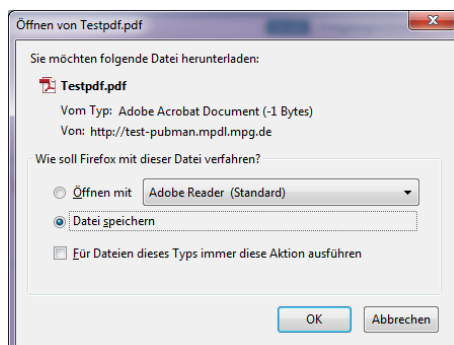 Öffnen von Testpdf.pdf
Sie möchten folgende Datei herunterladen:
Testpdf.pdf
Vom Typ: Adobe Acrobat Document (-1 Bytes)
Von: http://test-pubman.mpdl.mpg.de
Wie soll Firefox mit dieser Datei verfahren?
Öffnen mit Adobe Reader (Standard)
Datei speichern
Für Dateien dieses Typs immer diese Aktion ausführen
OK Abbrechen